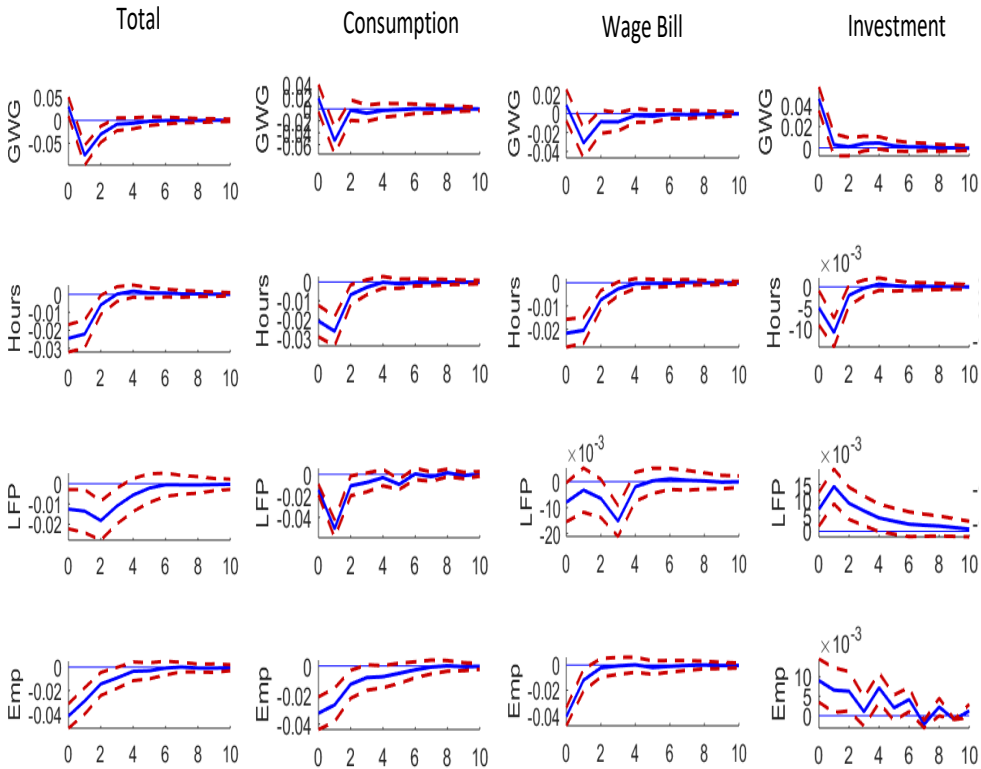 Total Consumption Wage Bill Investment
GWG 0.05 0 -0.05 0 2 4 6 8 10
GWG 0.04 0.02 0 0 2 4 6 8 10
GWG 0.02 0 -0.02 -0.04 0 2 4 6 8 10
GWG 0.04 0.02 0 0 2 4 6 8 10
Hours 0 -0.01 -0.02 -0.03 0 2 4 6 8 10
Hours 0 -0.01 -0.02 -0.03 0 2 4 6 8 10
Hours 0 -0.01 -0.02 0 2 4 6 8 10
Hours ×10⁻³ 0 -5 -10 0 2 4 6 8 10
LFP 0 -0.01 -0.02 0 2 4 6 8 10
LFP 0 -0.02 -0.04 0 2 4 6 8 10
LFP ×10⁻³ 0 -10 -20 0 2 4 6 8 10
LFP ×10⁻³ 15 10 5 0 0 2 4 6 8 10
Emp 0 -0.02 -0.04 0 2 4 6 8 10
Emp 0 -0.02 -0.04 0 2 4 6 8 10
Emp 0 -0.02 -0.04 0 2 4 6 8 10
Emp ×10⁻³ 10 5 0 0 2 4 6 8 10